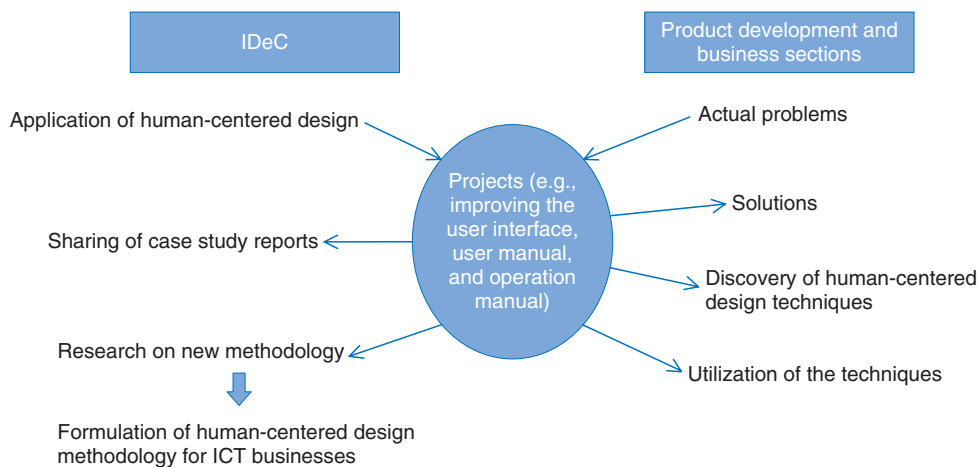 IDeC
Product development and
business sections
Application of human-centered design
Actual problems
Projects (e.g.,
improving the
user interface,
user manual,
and operation
manual)
Solutions
Sharing of case study reports
Discovery of human-centered
design techniques
Research on new methodology
Utilization of the techniques
Formulation of human-centered design
methodology for ICT businesses